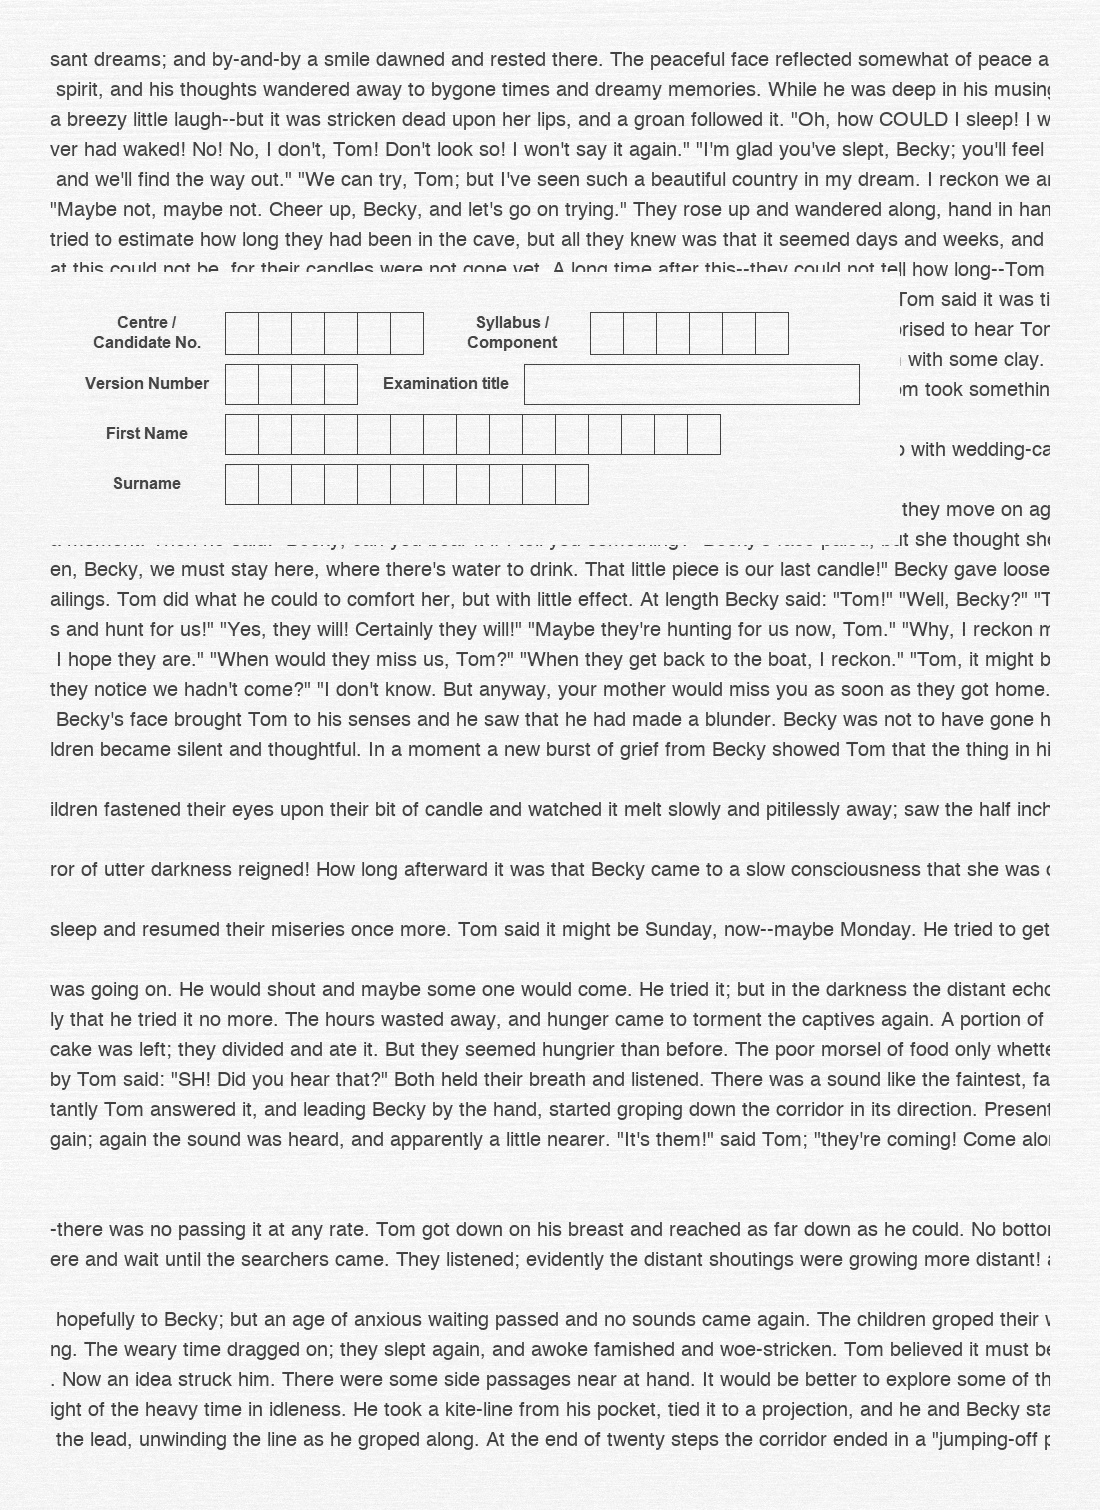 sant dreams; and by-and-by a smile dawned and rested there. The peaceful face reflected somewhat of peace a
spirit, and his thoughts wandered away to bygone times and dreamy memories. While he was deep in his musing
a breezy little laugh--but it was stricken dead upon her lips, and a groan followed it. "Oh, how COULD I sleep! I w
ver had waked! No! No, I don't, Tom! Don't look so! I won't say it again." "I'm glad you've slept, Becky; you'll feel
and we'll find the way out." "We can try, Tom; but I've seen such a beautiful country in my dream. I reckon we ar
"Maybe not, maybe not. Cheer up, Becky, and let's go on trying." They rose up and wandered along, hand in han
tried to estimate how long they had been in the cave, but all they knew was that it seemed days and weeks, and
at this could not be, for their candles were not gone yet. A long time after this--they could not tell how long--Tom
Tom said it was ti
prised to hear Tom
with some clay.
om took somethin
with wedding-ca
they move on ag
Centre /
Candidate No.
Syllabus /
Component
Version Number
Examination title
First Name
Surname
a moment. Then he said: "Becky, can you bear it if I tell you something?" Becky's face paled, but she thought she
en, Becky, we must stay here, where there's water to drink. That little piece is our last candle!" Becky gave loose
ailings. Tom did what he could to comfort her, but with little effect. At length Becky said: "Tom!" "Well, Becky?" "T
s and hunt for us!" "Yes, they will! Certainly they will!" "Maybe they're hunting for us now, Tom." "Why, I reckon m
I hope they are." "When would they miss us, Tom?" "When they get back to the boat, I reckon." "Tom, it might b
they notice we hadn't come?" "I don't know. But anyway, your mother would miss you as soon as they got home.
Becky's face brought Tom to his senses and he saw that he had made a blunder. Becky was not to have gone h
ldren became silent and thoughtful. In a moment a new burst of grief from Becky showed Tom that the thing in hi
ildren fastened their eyes upon their bit of candle and watched it melt slowly and pitilessly away; saw the half inch
ror of utter darkness reigned! How long afterward it was that Becky came to a slow consciousness that she was c
sleep and resumed their miseries once more. Tom said it might be Sunday, now--maybe Monday. He tried to get
was going on. He would shout and maybe some one would come. He tried it; but in the darkness the distant echo
ly that he tried it no more. The hours wasted away, and hunger came to torment the captives again. A portion of
cake was left; they divided and ate it. But they seemed hungrier than before. The poor morsel of food only whette
by Tom said: "SH! Did you hear that?" Both held their breath and listened. There was a sound like the faintest, fa
tantly Tom answered it, and leading Becky by the hand, started groping down the corridor in its direction. Present
gain; again the sound was heard, and apparently a little nearer. "It's them!" said Tom; "they're coming! Come alon
-there was no passing it at any rate. Tom got down on his breast and reached as far down as he could. No bottom
ere and wait until the searchers came. They listened; evidently the distant shoutings were growing more distant! a
hopefully to Becky; but an age of anxious waiting passed and no sounds came again. The children groped their w
ng. The weary time dragged on; they slept again, and awoke famished and woe-stricken. Tom believed it must be
. Now an idea struck him. There were some side passages near at hand. It would be better to explore some of th
ight of the heavy time in idleness. He took a kite-line from his pocket, tied it to a projection, and he and Becky sta
the lead, unwinding the line as he groped along. At the end of twenty steps the corridor ended in a "jumping-off p